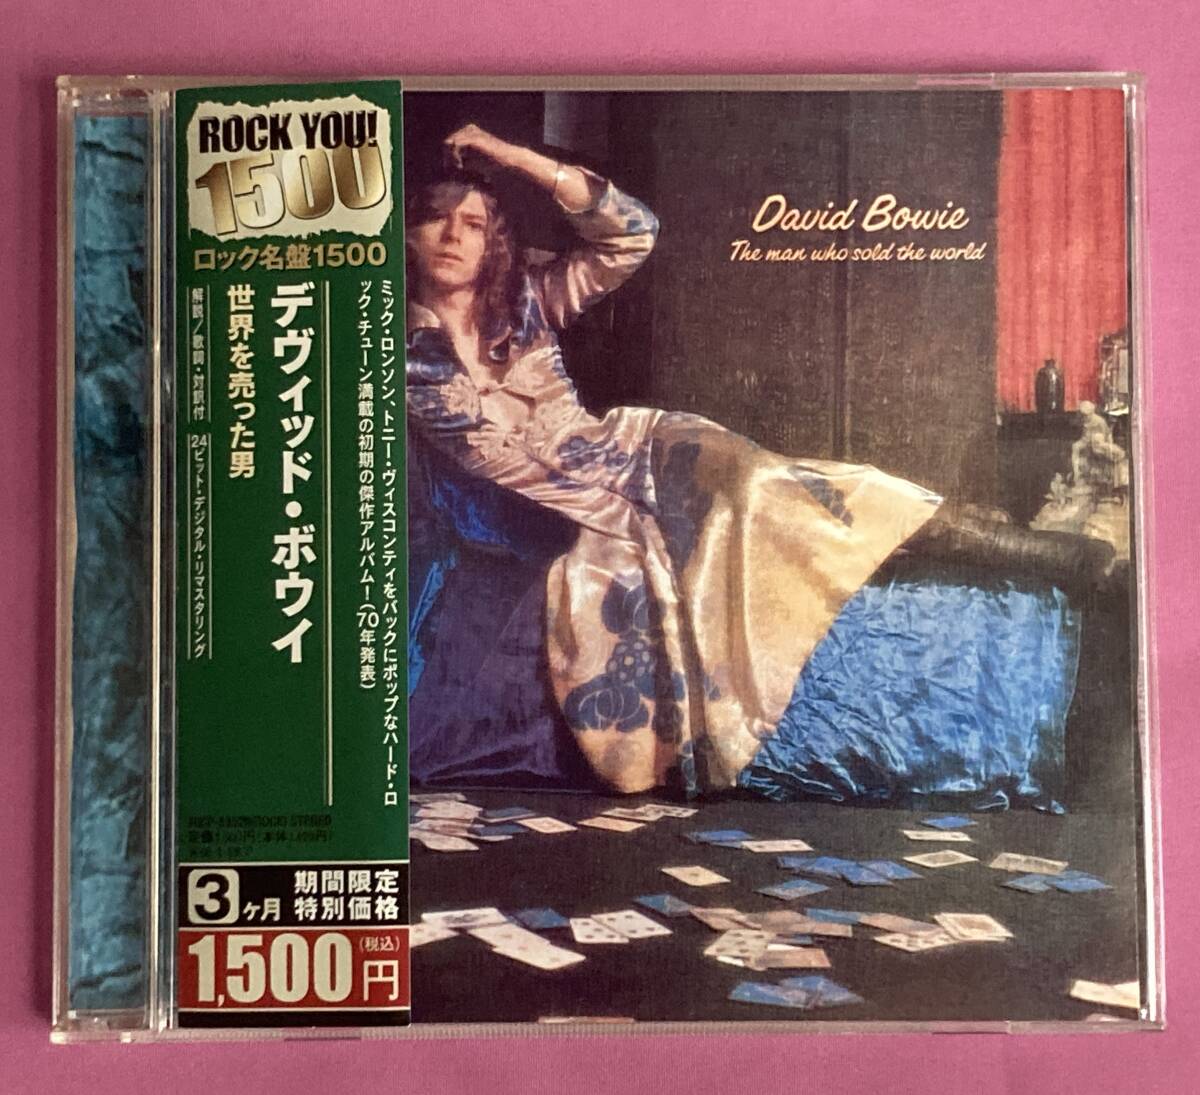 ROCK YOU!
1500
ロック名盤1500
ミック・ロンソン、トニー・ヴィスコンティをバックにポップなハード・ロ
ック・チューン満載の初期の傑作アルバム!(70年発表)
デヴィッド・ボウイ
世界を売った男
解説/歌詞・対訳付
24ビット・デジタル・リマスタリング
STEREO
3ヶ月
期間限定
特別価格
1,500円
(税込)
David Bowie
The man who sold the world